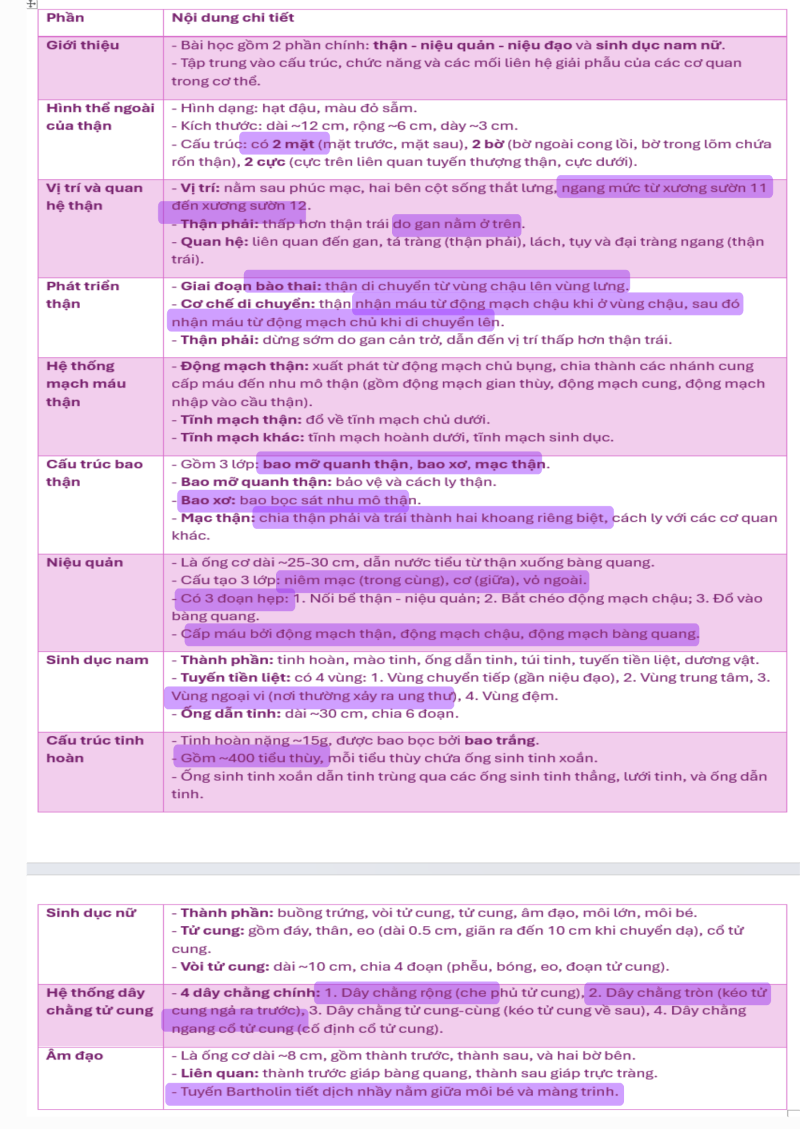 Phần Nội dung chi tiết
Giới thiệu
- Bài học gồm 2 phần chính: thận - niệu quản - niệu đạo và sinh dục nam nữ.
- Tập trung vào cấu trúc, chức năng và các mối liên hệ giải phẫu của các cơ quan
trong cơ thể.
Hình thể ngoài
của thận
- Hình dạng: hạt đậu, màu đỏ sẫm.
- Kích thước: dài ~12 cm, rộng ~6 cm, dày ~3 cm.
- Cấu trúc: có 2 mặt (mặt trước, mặt sau), 2 bờ (bờ ngoài cong lồi, bờ trong lõm chứa
rốn thận), 2 cực (cực trên liên quan tuyến thượng thận, cực dưới).
Vị trí và quan
hệ thận
- Vị trí: nằm sau phúc mạc, hai bên cột sống thắt lưng, ngang mức từ xương sườn 11
đến xương sườn 12.
- Thận phải: thấp hơn thận trái do gan nằm ở trên.
- Quan hệ: liên quan đến gan, tá tràng (thận phải), lách, tụy và đại tràng ngang (thận
trái).
Phát triển
thận
- Giai đoạn bào thai: thận di chuyển từ vùng chậu lên vùng lưng.
- Cơ chế di chuyển: thận nhận máu từ động mạch chậu khi ở vùng chậu, sau đó
nhận máu từ động mạch chủ khi di chuyển lên.
- Thận phải: dừng sớm do gan cản trở, dẫn đến vị trí thấp hơn thận trái.
Hệ thống
mạch máu
thận
- Động mạch thận: xuất phát từ động mạch chủ bụng, chia thành các nhánh cung
cấp máu đến nhu mô thận (gồm động mạch gian thùy, động mạch cung, động mạch
nhập vào cầu thận).
- Tĩnh mạch thận: đổ về tĩnh mạch chủ dưới.
- Tĩnh mạch khác: tĩnh mạch hoành dưới, tĩnh mạch sinh dục.
Cấu trúc bao
thận
- Gồm 3 lớp: bao mỡ quanh thận, bao xơ, mạc thận.
- Bao mỡ quanh thận: bảo vệ và cách ly thận.
- Bao xơ: bao bọc sát nhu mô thận.
- Mạc thận: chia thận phải và trái thành hai khoang riêng biệt, cách ly với các cơ quan
khác.
Niệu quản
- Là ống cơ dài ~25-30 cm, dẫn nước tiểu từ thận xuống bàng quang.
- Cấu tạo 3 lớp: niêm mạc (trong cùng), cơ (giữa), vỏ ngoài.
- Có 3 đoạn hẹp: 1. Nối bể thận - niệu quản; 2. Bắt chéo động mạch chậu; 3. Đổ vào
bàng quang.
- Cấp máu bởi động mạch thận, động mạch chậu, động mạch bàng quang.
Sinh dục nam
- Thành phần: tinh hoàn, mào tinh, ống dẫn tinh, túi tinh, tuyến tiền liệt, dương vật.
- Tuyến tiền liệt: có 4 vùng: 1. Vùng chuyển tiếp (gần niệu đạo), 2. Vùng trung tâm, 3.
Vùng ngoại vi (nơi thường xảy ra ung thư), 4. Vùng đệm.
- Ống dẫn tinh: dài ~30 cm, chia 6 đoạn.
Cấu trúc tinh
hoàn
- Tinh hoàn nặng ~15g, được bao bọc bởi bao trắng.
- Gồm ~400 tiểu thùy, mỗi tiểu thùy chứa ống sinh tinh xoắn.
- Ống sinh tinh xoắn dẫn tinh trùng qua các ống sinh tinh thẳng, lưới tinh, và ống dẫn
tinh.
Sinh dục nữ
- Thành phần: buồng trứng, vòi tử cung, tử cung, âm đạo, môi lớn, môi bé.
- Tử cung: gồm đáy, thân, eo (dài 0.5 cm, giãn ra đến 10 cm khi chuyển dạ), cổ tử
cung.
- Vòi tử cung: dài ~10 cm, chia 4 đoạn (phễu, bóng, eo, đoạn tử cung).
Hệ thống dây
chằng tử cung
- 4 dây chằng chính: 1. Dây chằng rộng (che phủ tử cung), 2. Dây chằng tròn (kéo tử
cung ngả ra trước), 3. Dây chằng tử cung-cùng (kéo tử cung về sau), 4. Dây chằng
ngang cổ tử cung (cố định cổ tử cung).
Âm đạo
- Là ống cơ dài ~8 cm, gồm thành trước, thành sau, và hai bờ bên.
- Liên quan: thành trước giáp bàng quang, thành sau giáp trực tràng.
- Tuyến Bartholin tiết dịch nhầy nằm giữa môi bé và màng trinh.